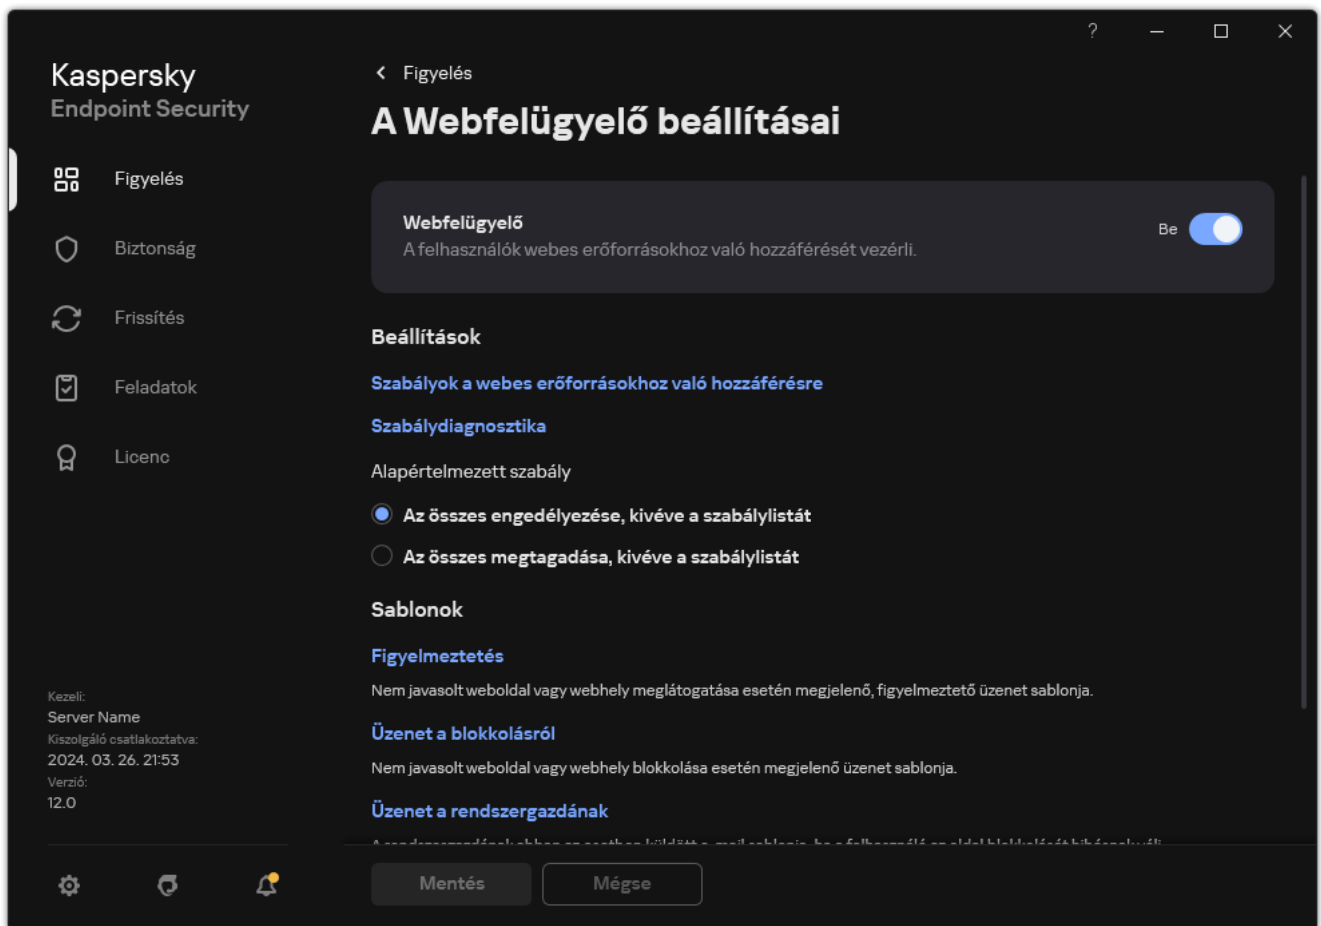 ?
Kaspersky
Endpoint Security
Figyelés
Biztonság
Frissítés
Feladatok
Licenc
Kezeli:
Server Name
Kiszolgáló csatlakoztatva:
2024. 03. 26. 21:53
Verzió:
12.0
Figyelés
A Webfelügyelő beállításai
Webfelügyelő
A felhasználók webes erőforrásokhoz való hozzáférését vezérli.
Be
Beállítások
Szabályok a webes erőforrásokhoz való hozzáférésre
Szabálydiagnosztika
Alapértelmezett szabály
Az összes engedélyezése, kivéve a szabálylistát
Az összes megtagadása, kivéve a szabálylistát
Sablonok
Figyelmeztetés
Nem javasolt weboldal vagy webhely meglátogatása esetén megjelenő, figyelmeztető üzenet sablonja.
Üzenet a blokkolásról
Nem javasolt weboldal vagy webhely blokkolása esetén megjelenő üzenet sablonja.
Üzenet a rendszergazdának
Mentés
Mégse